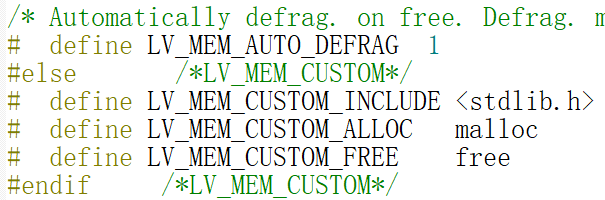 /* Automatically defrag. on free. Defrag. m
#  define LV_MEM_AUTO_DEFRAG  1
#else       /*LV_MEM_CUSTOM*/
#  define LV_MEM_CUSTOM_INCLUDE <stdlib.h>
#  define LV_MEM_CUSTOM_ALLOC   malloc
#  define LV_MEM_CUSTOM_FREE    free
#endif     /*LV_MEM_CUSTOM*/